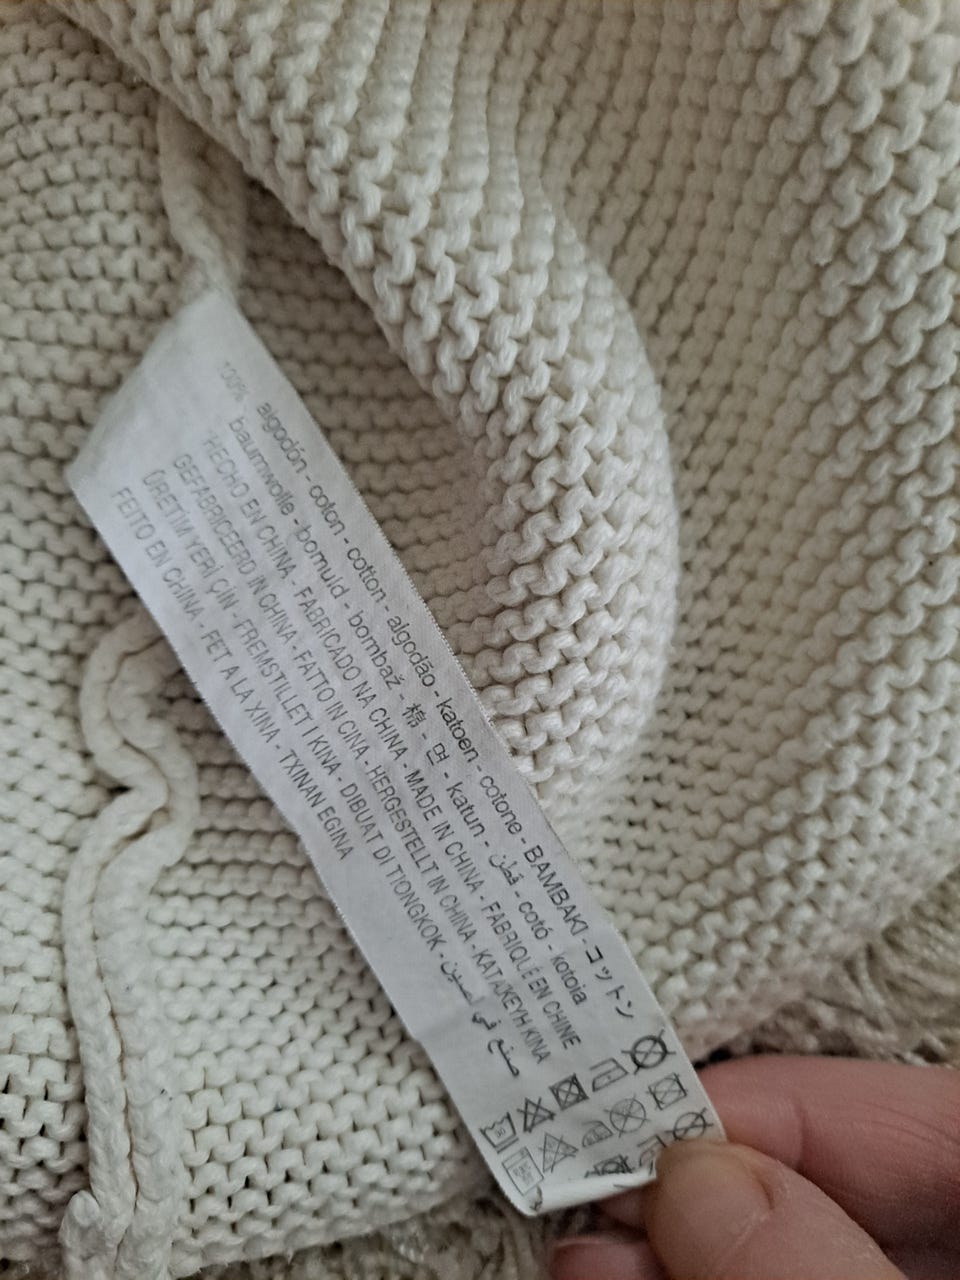 100% algodón - coton - cotton - algodão - katoen - cotone - BAMBAKI - コットン
baumwolle - bomuld - bombaž - 棉 - 면 - katun - قطن - cotó - kotoia
HECHO EN CHINA - FABRICADO NA CHINA - MADE IN CHINA - FABRIQUÉ EN CHINE
GEFABRICEERD IN CHINA - FATTO IN CINA - HERGESTELLT IN CHINA - KATAΣKEYH KINA
ÜRETİM YERİ ÇİN - FREMSTILLET I KINA - DIBUAT DI TIONGKOK - صنع في الصين
FEITO EN CHINA - FET A LA XINA - TXINAN EGINA